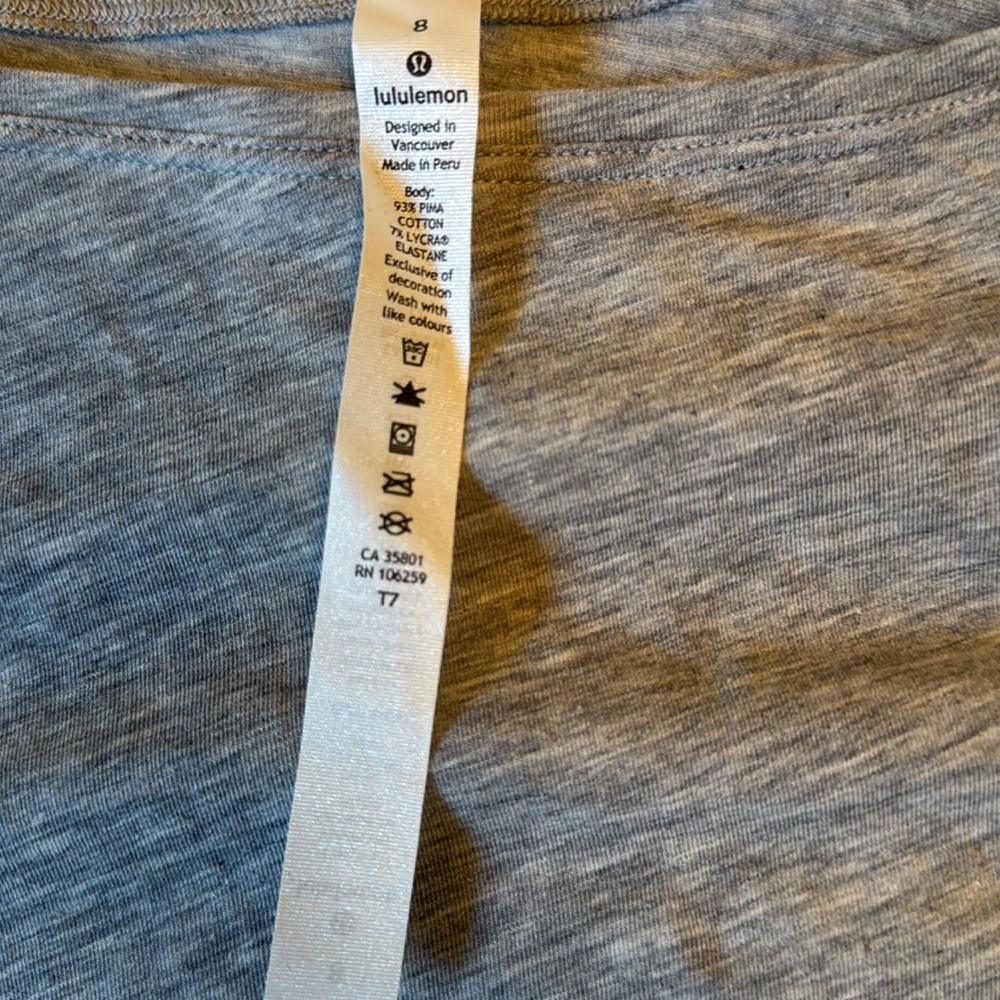 8
lululemon
Designed in
Vancouver
Made in Peru
Body:
93% PIMA
COTTON
7% LYCRA®
ELASTANE
Exclusive of
decoration
Wash with
like colours
CA 35801
RN 106259
T7